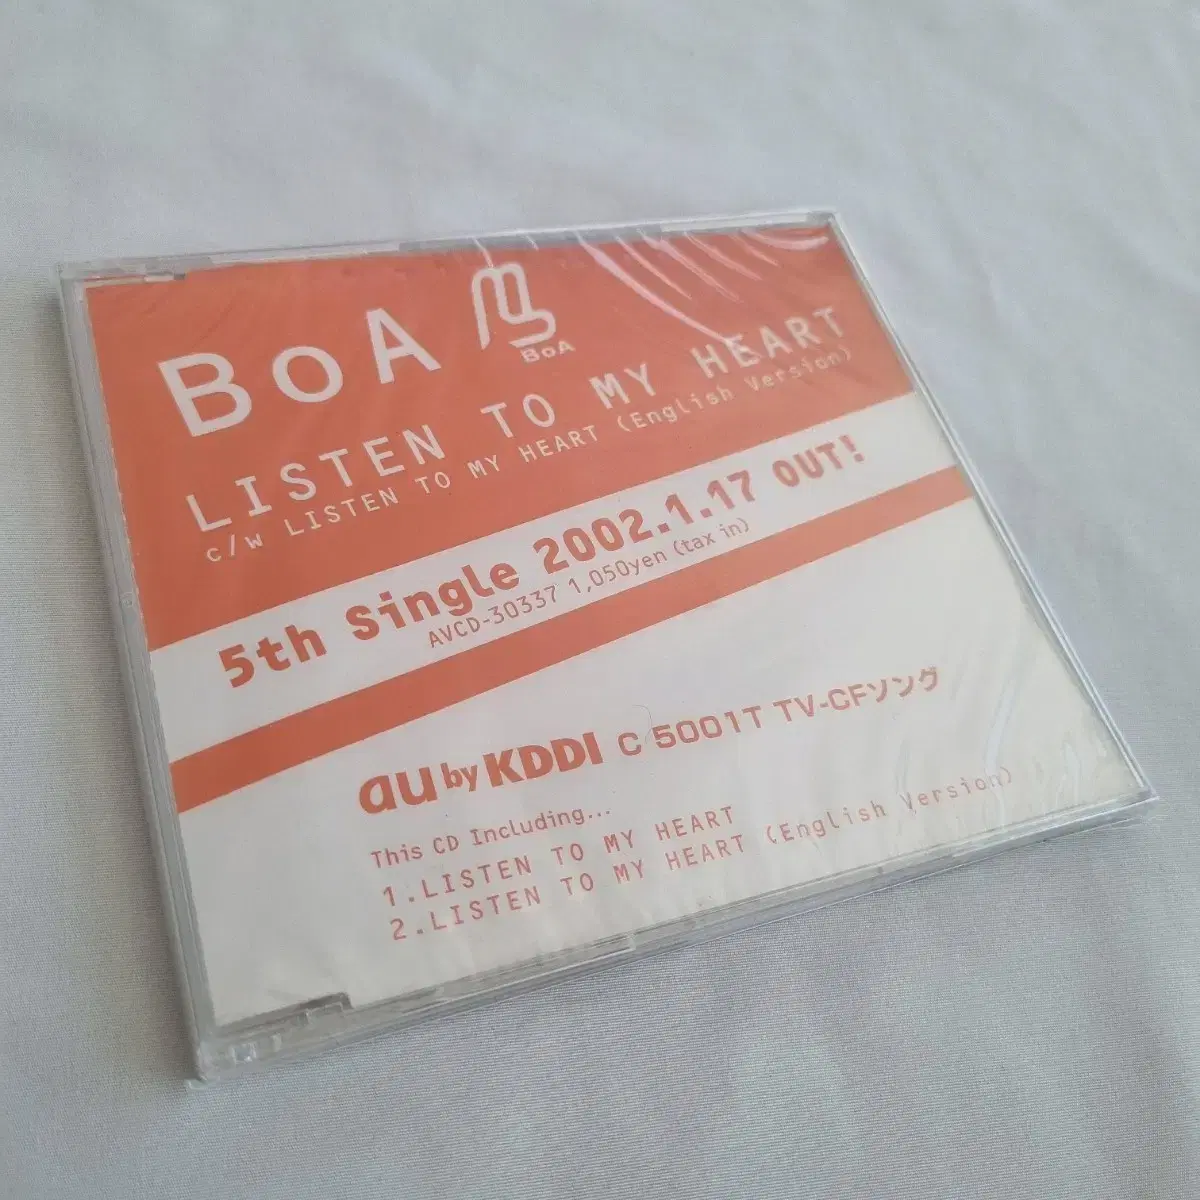 BoA
BoA
LISTEN TO MY HEART
c/w LISTEN TO MY HEART (English Version)
5th Single 2002.1.17 OUT!
AVCD-30337 1,050yen (tax in)
au by KDDI C 5001T TV-CFソング
This CD Including...
1.LISTEN TO MY HEART
2.LISTEN TO MY HEART (English Version)